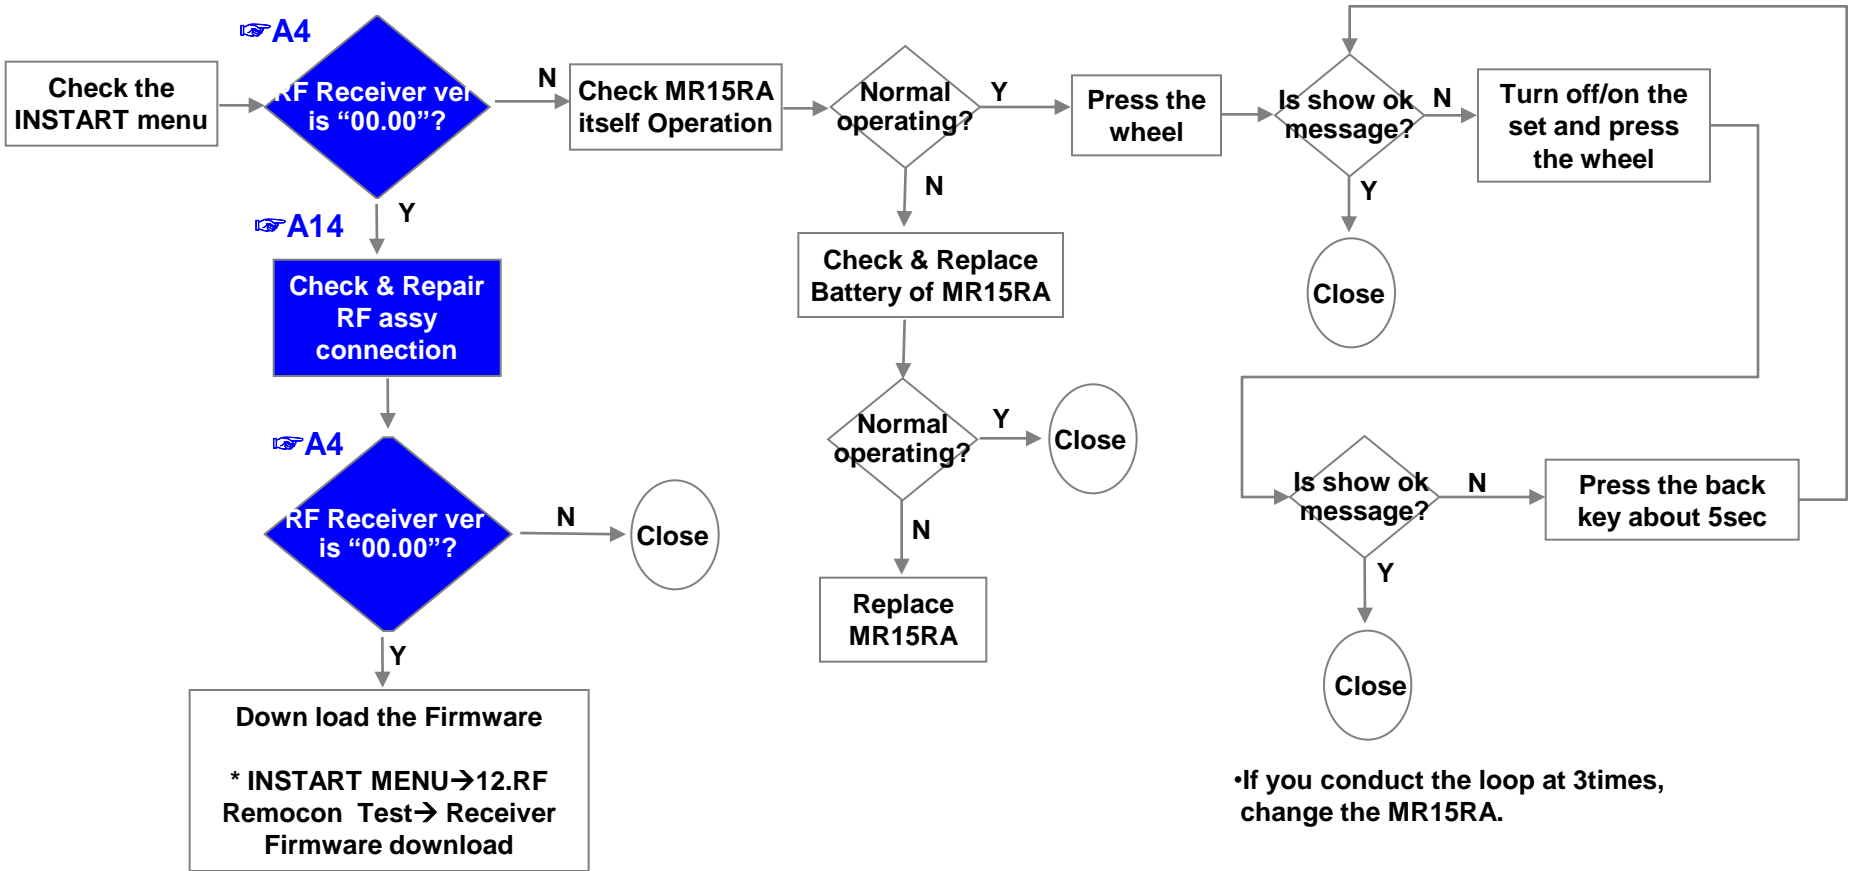 ☞A4
Check the
INSTART menu
RF Receiver ver
is “00.00”?
N
Check MR15RA
itself Operation
Normal
operating?
Y
Press the
wheel
Is show ok
message?
N
Turn off/on the
set and press
the wheel
Y
Close
Y
☞A14
Check & Repair
RF assy
connection
N
Check & Replace
Battery of MR15RA
Normal
operating?
Y
Close
N
Replace
MR15RA
☞A4
RF Receiver ver
is “00.00”?
N
Close
Y
Down load the Firmware
* INSTART MENU→12.RF
Remocon Test→ Receiver
Firmware download
Is show ok
message?
N
Press the back
key about 5sec
Y
Close
•If you conduct the loop at 3times,
change the MR15RA.